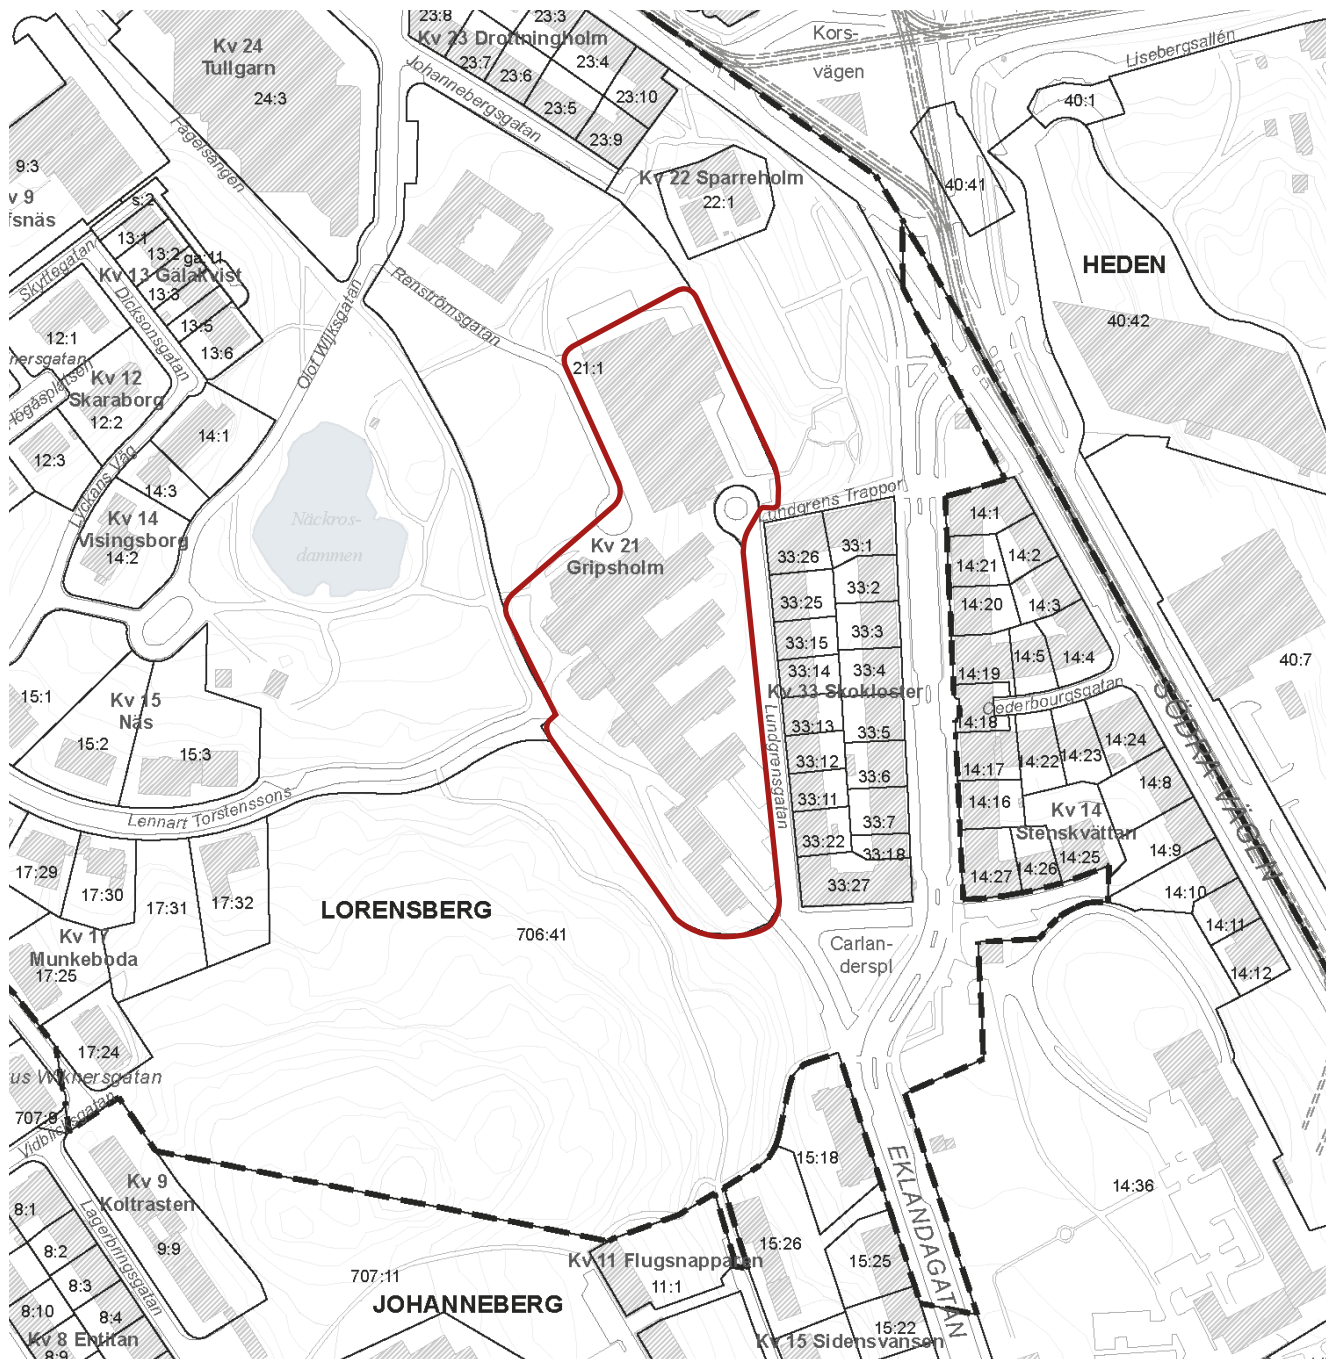 23:8
23:3
Kv 23 Drottningholm
23:7
23:6
23:4
23:5
23:10
23:9
Kors-
vägen
Lisebergsallén
40:1
Kv 24
Tullgarn
24:3
Johannebergsgatan
Fågelsången
9:3
Kv 22 Sparreholm
22:1
40:41
HEDEN
40:42
s:2
13:1
13:2
ga:11
Kv 13 Gälakvist
13:3
13:5
13:6
Skyttegatan
Dicksonsgatan
Olof Wijksgatan
Renströmsgatan
12:1
Kv 12
Skaraborg
12:2
12:3
21:1
14:1
14:3
Lyckans Väg
Kv 14
Visingsborg
14:2
Näckros-
dammen
Kv 21
Gripsholm
Lundgrens Trappor
33:26
33:1
33:25
33:2
33:15
33:3
33:14
33:4
Kv 33 Skokloster
33:13
33:5
33:12
33:6
33:11
33:7
33:22
33:18
33:27
Lundgrensgatan
14:1
14:2
14:21
14:20
14:3
14:19
14:5
14:4
Cederbourgsgatan
14:18
14:17
14:22
14:23
14:24
14:16
14:8
Kv 14
Stenskvättan
14:27
14:26
14:25
14:9
14:10
14:11
14:12
SÖDRA VÄGEN
40:7
15:1
Kv 15
Näs
15:2
15:3
Lennart Torstenssons
17:29
17:30
17:31
17:32
LORENSBERG
706:41
Carlan-
derspl
Kv 17
Munkeboda
17:25
17:24
us Wiknersgatan
707:9
Vidblicksgatan
Kv 9
Koltrasten
9:9
Lagerbringsgatan
8:1
8:2
8:3
8:4
8:10
Kv 8 Entitan
8:9
707:11
JOHANNEBERG
Kv 11 Flugsnapparen
11:1
15:18
15:26
15:25
15:22
Kv 15 Sidensvansen
EKLANDAGATAN
14:36